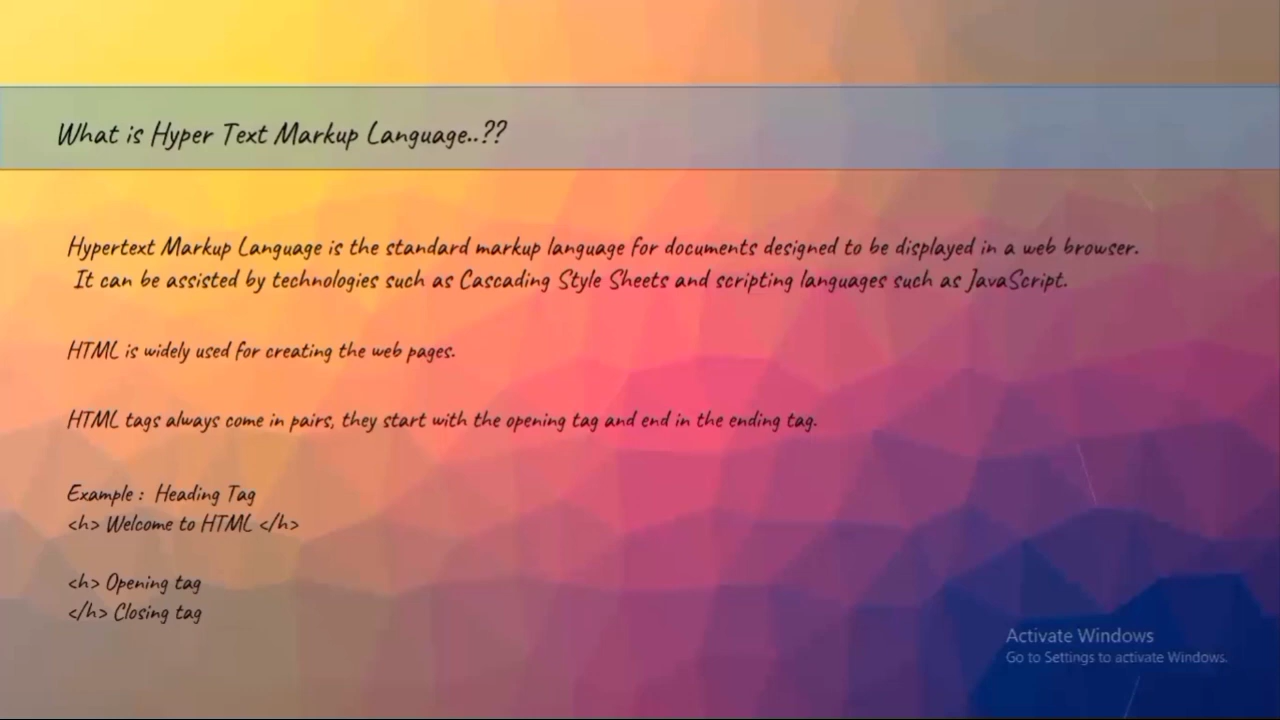 What is Hyper Text Markup Language..??
Hypertext Markup Language is the standard markup language for documents designed to be displayed in a web browser.
It can be assisted by technologies such as Cascading Style Sheets and scripting languages such as JavaScript.
HTML is widely used for creating the web pages.
HTML tags always come in pairs, they start with the opening tag and end in the ending tag.
Example : Heading Tag
<h> Welcome to HTML </h>
<h> Opening tag
</h> Closing tag
Activate Windows
Go to Settings to activate Windows.